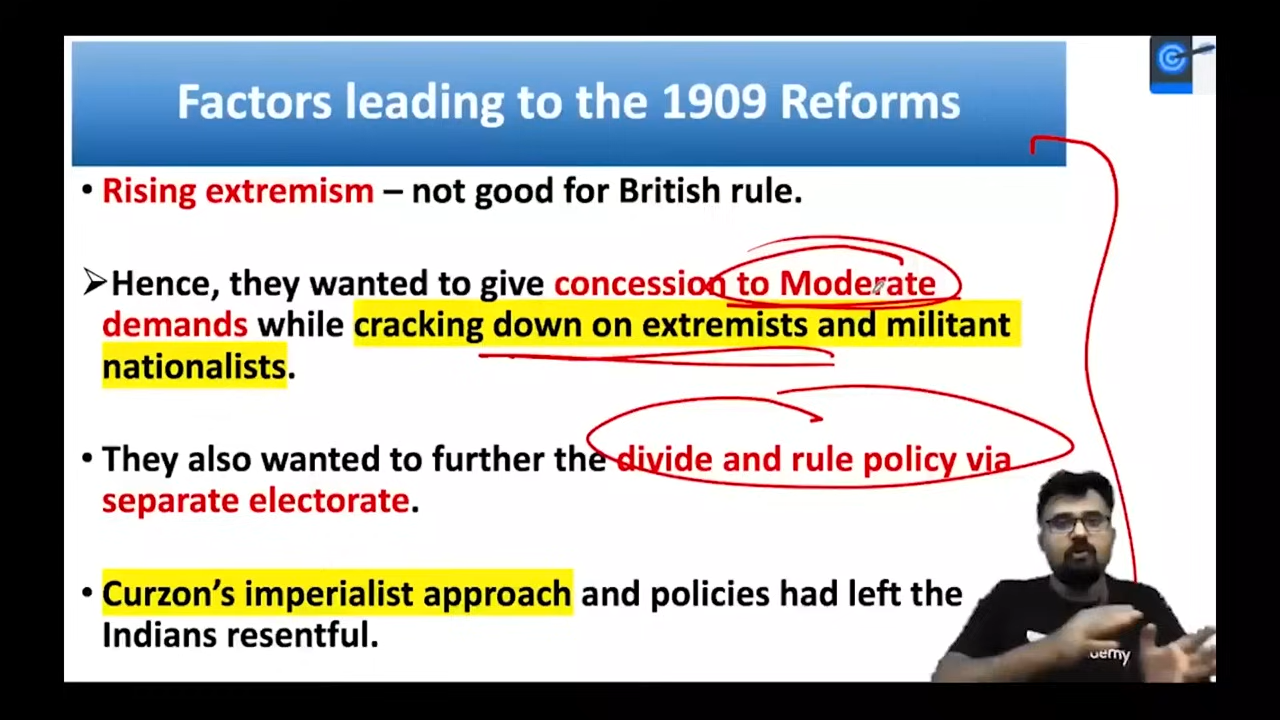 Factors leading to the 1909 Reforms
• Rising extremism – not good for British rule.
➢Hence, they wanted to give concession to Moderate
demands while cracking down on extremists and militant
nationalists.
• They also wanted to further the divide and rule policy via
separate electorate.
• Curzon’s imperialist approach and policies had left the
Indians resentful.